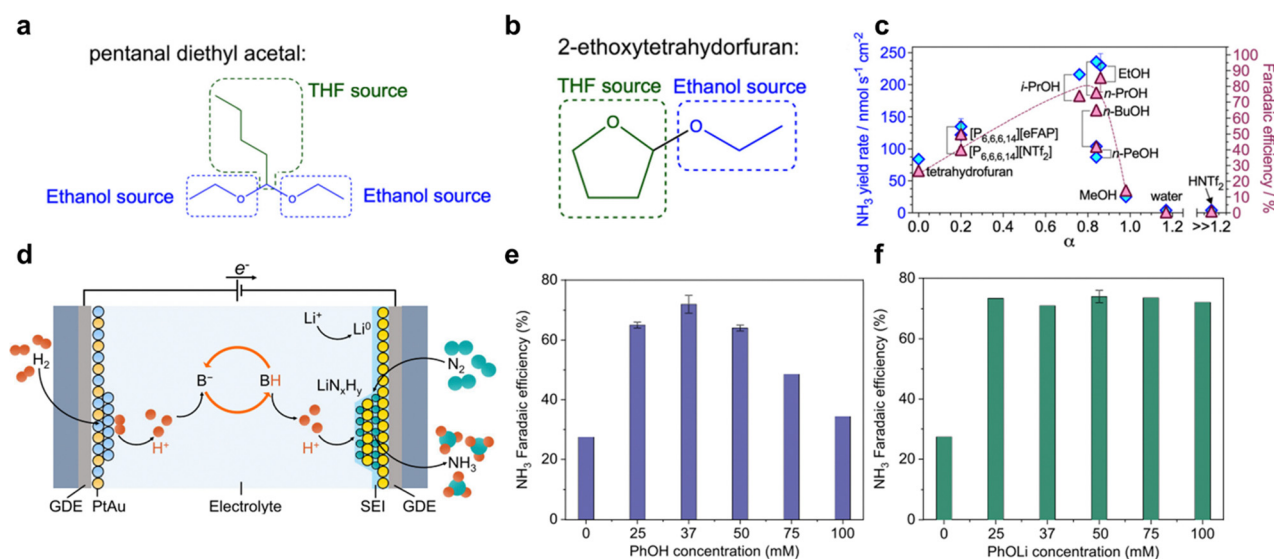 a
pentanal diethyl acetal:
THF source
Ethanol source
Ethanol source
O
O
b
2-ethoxytetrahydorfuran:
THF source
Ethanol source
O
O
c
NH3 yield rate / nmol s-1 cm-2
250
200
150
100
50
0
100
90
80
70
60
50
40
30
20
10
0
Faradaic efficiency / %
i-PrOH
EtOH
n-PrOH
n-BuOH
n-PeOH
[P6,6,6,14][eFAP]
[P6,6,6,14][NTf2]
tetrahydrofuran
MeOH
water
HNTf2
0.0
0.2
0.4
0.6
0.8
1.0
1.2
>>1.2
α
d
e-
H2
H+
B-
BH
H+
Li+
Li0
LiNxHy
N2
NH3
GDE
PtAu
Electrolyte
SEI
GDE
e
NH3 Faradaic efficiency (%)
80
60
40
20
0
0
25
37
50
75
100
PhOH concentration (mM)
f
NH3 Faradaic efficiency (%)
80
60
40
20
0
0
25
37
50
75
100
PhOLi concentration (mM)